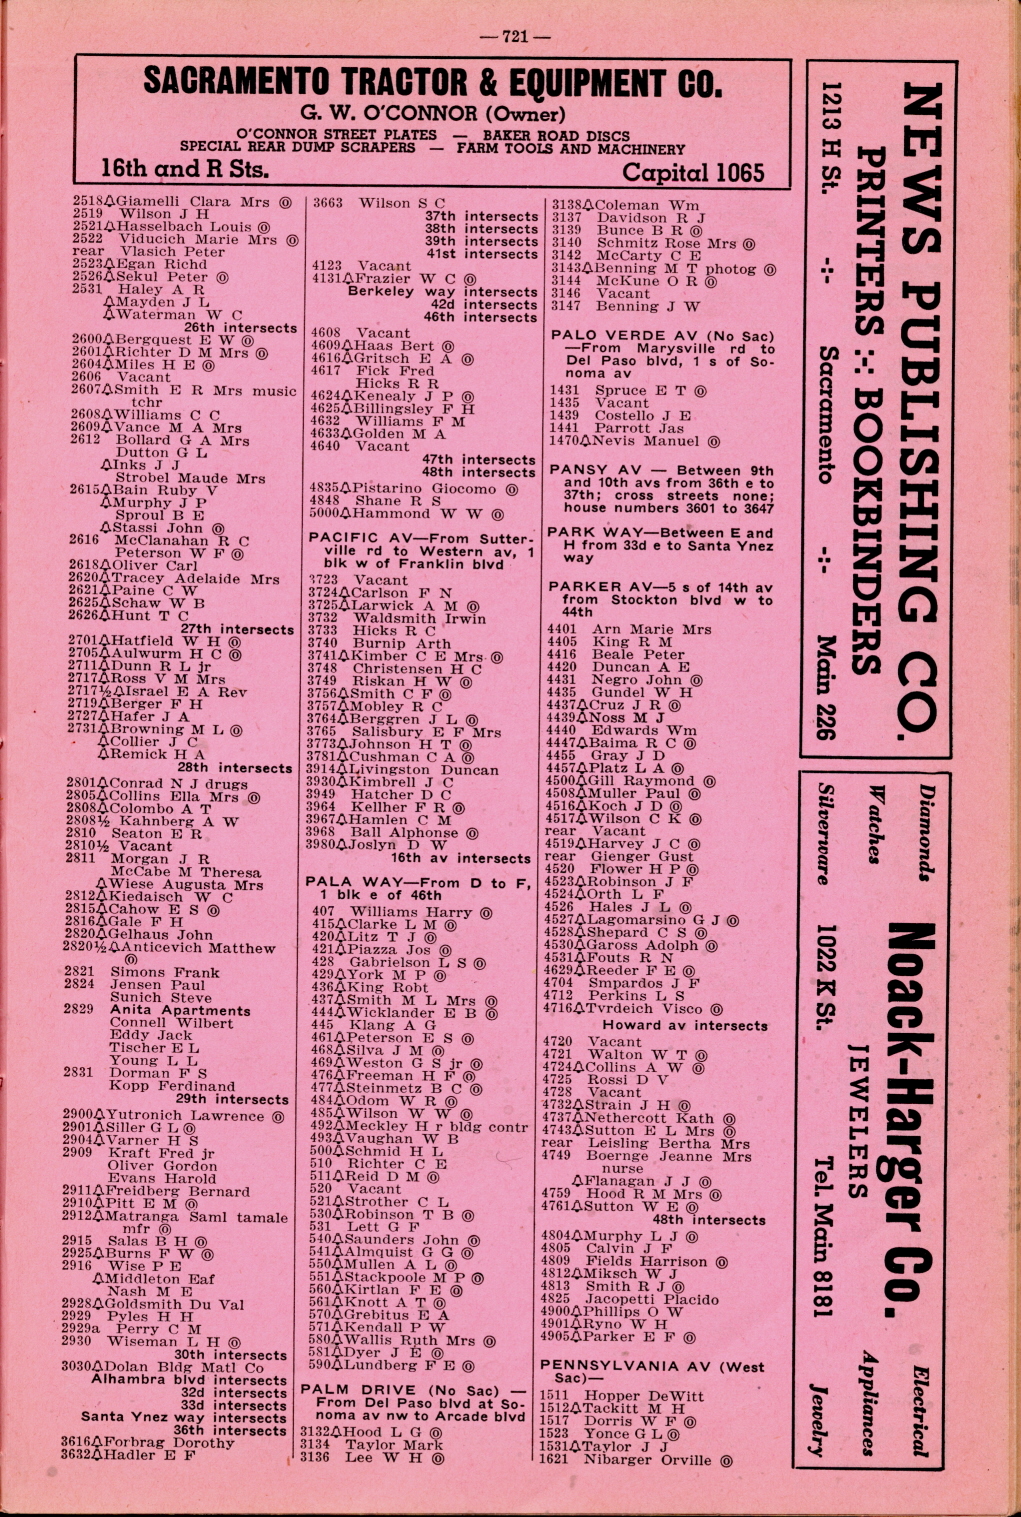 — 721 —
SACRAMENTO TRACTOR & EQUIPMENT CO.
G. W. O'CONNOR (Owner)
O'CONNOR STREET PLATES — BAKER ROAD DISCS
SPECIAL REAR DUMP SCRAPERS — FARM TOOLS AND MACHINERY
16th and R Sts. Capital 1065
2518△Giamelli Clara Mrs ⓞ
2519 Wilson J H
2521△Hasselbach Louis ⓞ
2522 Viducich Marie Mrs ⓞ
rear Vlasich Peter
2523△Egan Richd
2526△Sekul Peter ⓞ
2531 Haley A R
△Mayden J L
△Waterman W C
26th intersects
2600△Bergquest E W ⓞ
2601△Richter D M Mrs ⓞ
2604△Miles H E ⓞ
2606 Vacant
2607△Smith E R Mrs music
tchr
2608△Williams C C
2609△Vance M A Mrs
2612 Bollard G A Mrs
Dutton G L
△Inks J J
Strobel Maude Mrs
2615△Bain Ruby V
△Murphy J P
Sproul B E
△Stassi John ⓞ
2616 McClanahan R C
Peterson W F ⓞ
2618△Oliver Carl
2620△Tracey Adelaide Mrs
2621△Paine C W
2625△Schaw W B
2626△Hunt T C
27th intersects
2701△Hatfield W H ⓞ
2705△Aulwurm H C ⓞ
2711△Dunn R L jr
2717△Ross V M Mrs
2717½△Israel E A Rev
2719△Berger F H
2727△Hafer J A
2731△Browning M L ⓞ
△Collier J C
△Remick H A
28th intersects
2801△Conrad N J drugs
2805△Collins Ella Mrs ⓞ
2808△Colombo A T
2808½ Kahnberg A W
2810 Seaton E R
2810½ Vacant
2811 Morgan J R
McCabe M Theresa
△Wiese Augusta Mrs
2812△Kiedaisch W C
2815△Cahow E S ⓞ
2816△Gale F H
2820△Gelhaus John
2820½△Anticevich Matthew
ⓞ
2821 Simons Frank
2824 Jensen Paul
Sunich Steve
2829 Anita Apartments
Connell Wilbert
Eddy Jack
Tischer E L
Young L L
2831 Dorman F S
Kopp Ferdinand
29th intersects
2900△Yutronich Lawrence ⓞ
2901△Siller G L ⓞ
2904△Varner H S
2909 Kraft Fred jr
Oliver Gordon
Evans Harold
2911△Freidberg Bernard
2910△Pitt E M ⓞ
2912△Matranga Saml tamale
mfr ⓞ
2915 Salas B H ⓞ
2925△Burns F W ⓞ
2916 Wise P E
△Middleton Eaf
Nash M E
2928△Goldsmith Du Val
2929 Pyles H H
2929a Perry C M
2930 Wiseman L H ⓞ
30th intersects
3030△Dolan Bldg Matl Co
Alhambra blvd intersects
32d intersects
33d intersects
Santa Ynez way intersects
36th intersects
3616△Forbrag Dorothy
3632△Hadler E F
3663 Wilson S C
37th intersects
38th intersects
39th intersects
41st intersects
4123 Vacant
4131△Frazier W C ⓞ
Berkeley way intersects
42d intersects
46th intersects
4608 Vacant
4609△Haas Bert ⓞ
4616△Gritsch E A ⓞ
4617 Fick Fred
Hicks R R
4624△Kenealy J P ⓞ
4625△Billingsley F H
4632 Williams F M
4633△Golden M A
4640 Vacant
47th intersects
48th intersects
4835△Pistarino Giocomo ⓞ
4848 Shane R S
5000△Hammond W W ⓞ
PACIFIC AV—From Sutter-
ville rd to Western av, 1
blk w of Franklin blvd
3723 Vacant
3724△Carlson F N
3725△Larwick A M ⓞ
3732 Waldsmith Irwin
3733 Hicks R C
3740 Burnip Arth
3741△Kimber C E Mrs ⓞ
3748 Christensen H C
3749 Riskan H W ⓞ
3756△Smith C F ⓞ
3757△Mobley R C
3764△Berggren J L ⓞ
3765 Salisbury E F Mrs
3773△Johnson H T ⓞ
3781△Cushman C A ⓞ
3914△Livingston Duncan
3930△Kimbrell J C
3949 Hatcher D C
3964 Kellher F R ⓞ
3967△Hamlen C M
3968 Ball Alphonse ⓞ
3980△Joslyn D W
16th av intersects
PALA WAY—From D to F,
1 blk e of 46th
407 Williams Harry ⓞ
415△Clarke L M ⓞ
420△Litz T J ⓞ
421△Piazza Jos ⓞ
428 Gabrielson L S ⓞ
429△York M P ⓞ
436△King Robt
437△Smith M L Mrs ⓞ
444△Wicklander E B ⓞ
445 Klang A G
461△Peterson E S ⓞ
468△Silva J M ⓞ
469△Weston G S jr ⓞ
476△Freeman H F ⓞ
477△Steinmetz B C ⓞ
484△Odom W R ⓞ
485△Wilson W W ⓞ
492△Meckley H r bldg contr
493△Vaughan W B
500△Schmid H L
510 Richter C E
511△Reid D M ⓞ
520 Vacant
521△Strother C L
530△Robinson T B ⓞ
531 Lett G F
540△Saunders John ⓞ
541△Almquist G G ⓞ
550△Mullen A L ⓞ
551△Stackpoole M P ⓞ
560△Kirtlan F E ⓞ
561△Knott A T ⓞ
570△Grebitus E A
571△Kendall P W
580△Wallis Ruth Mrs ⓞ
581△Dyer J E ⓞ
590△Lundberg F E ⓞ
PALM DRIVE (No Sac) —
From Del Paso blvd at So-
noma av nw to Arcade blvd
3132△Hood L G ⓞ
3134 Taylor Mark
3136 Lee W H ⓞ
3138△Coleman Wm
3137 Davidson R J
3139 Bunce B R ⓞ
3140 Schmitz Rose Mrs ⓞ
3142 McCarty C E
3143△Benning M T photog ⓞ
3144 McKune O R ⓞ
3146 Vacant
3147 Benning J W
PALO VERDE AV (No Sac)
—From Marysville rd to
Del Paso blvd, 1 s of So-
noma av
1431 Spruce E T ⓞ
1435 Vacant
1439 Costello J E
1441 Parrott Jas
1470△Nevis Manuel ⓞ
PANSY AV — Between 9th
and 10th avs from 36th e to
37th; cross streets none;
house numbers 3601 to 3647
PARK WAY—Between E and
H from 33d e to Santa Ynez
way
PARKER AV—5 s of 14th av
from Stockton blvd w to
44th
4401 Arn Marie Mrs
4405 King R M
4416 Beale Peter
4420 Duncan A E
4431 Negro John ⓞ
4435 Gundel W H
4437△Cruz J R ⓞ
4439△Noss M J
4440 Edwards Wm
4447△Baima R C ⓞ
4455 Gray J D
4457△Platz L A ⓞ
4500△Gill Raymond ⓞ
4508△Muller Paul ⓞ
4516△Koch J D ⓞ
4517△Wilson C K ⓞ
rear Vacant
4519△Harvey J C ⓞ
rear Gienger Gust
4520 Flower H P ⓞ
4523△Robinson J F
4524△Orth L F
4526 Hales J L ⓞ
4527△Lagomarsino G J ⓞ
4528△Shepard C S ⓞ
4530△Gaross Adolph ⓞ
4531△Fouts R N
4629△Reeder F E ⓞ
4704 Smpardos J F
4712 Perkins L S
4716△Tvrdeich Visco ⓞ
Howard av intersects
4720 Vacant
4721 Walton W T ⓞ
4724△Collins A W ⓞ
4725 Rossi D V
4728 Vacant
4732△Strain J H ⓞ
4737△Nethercott Kath ⓞ
4743△Sutton E L Mrs ⓞ
rear Leisling Bertha Mrs
4749 Boernge Jeanne Mrs
nurse
△Flanagan J J ⓞ
4759 Hood R M Mrs ⓞ
4761△Sutton W E ⓞ
48th intersects
4804△Murphy L J ⓞ
4805 Calvin J F
4809 Fields Harrison ⓞ
4812△Miksch W J
4813 Smith R J ⓞ
4825 Jacopetti Placido
4900△Phillips O W
4901△Ryno W H
4905△Parker E F ⓞ
PENNSYLVANIA AV (West
Sac)—
1511 Hopper DeWitt
1512△Tackitt M H
1517 Dorris W F ⓞ
1523 Yonce G L ⓞ
1531△Taylor J J
1621 Nibarger Orville ⓞ
NEWS PUBLISHING CO.
PRINTERS ·:· BOOKBINDERS
1213 H St. -:- Sacramento -:- Main 226
Diamonds Electrical
Watches Appliances
Silverware Jewelry
Noack-Harger Co.
JEWELERS
1022 K St. Tel. Main 8181